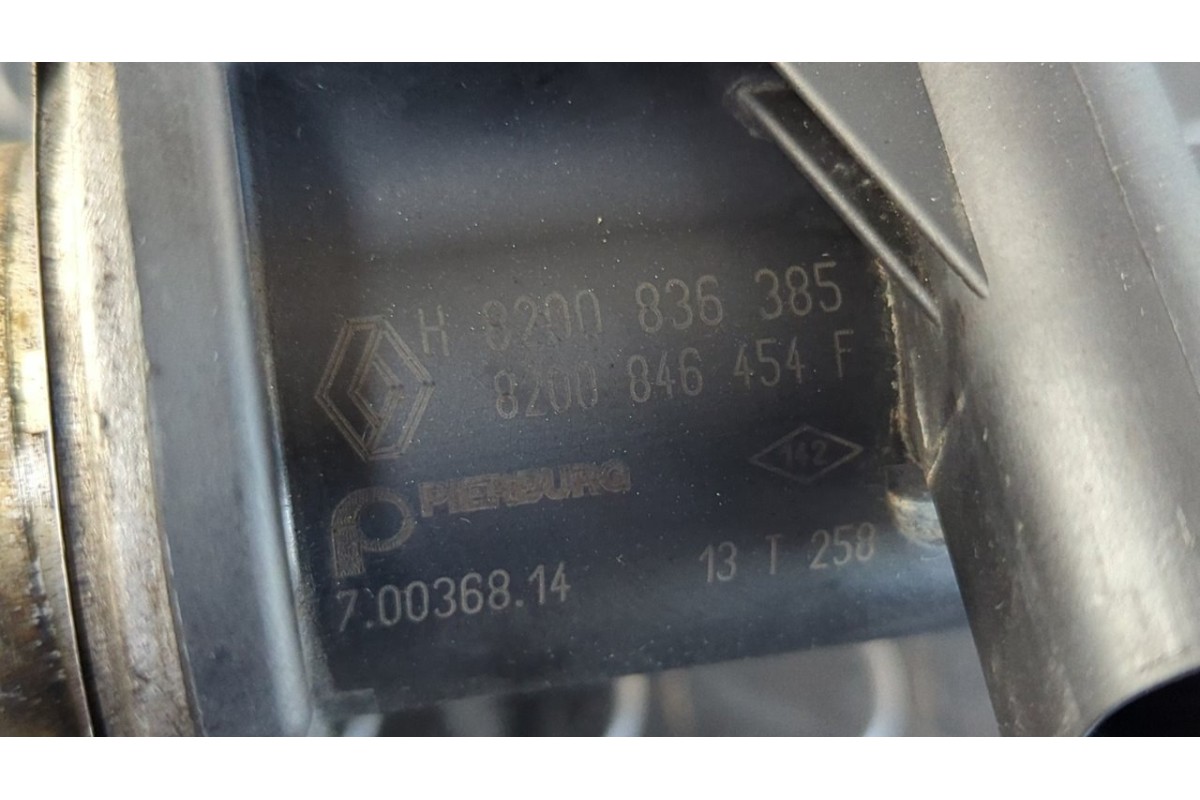 H 8200 836 385
8200 846 454 F
142
PIERBURG
7.00368.14 13 T 258